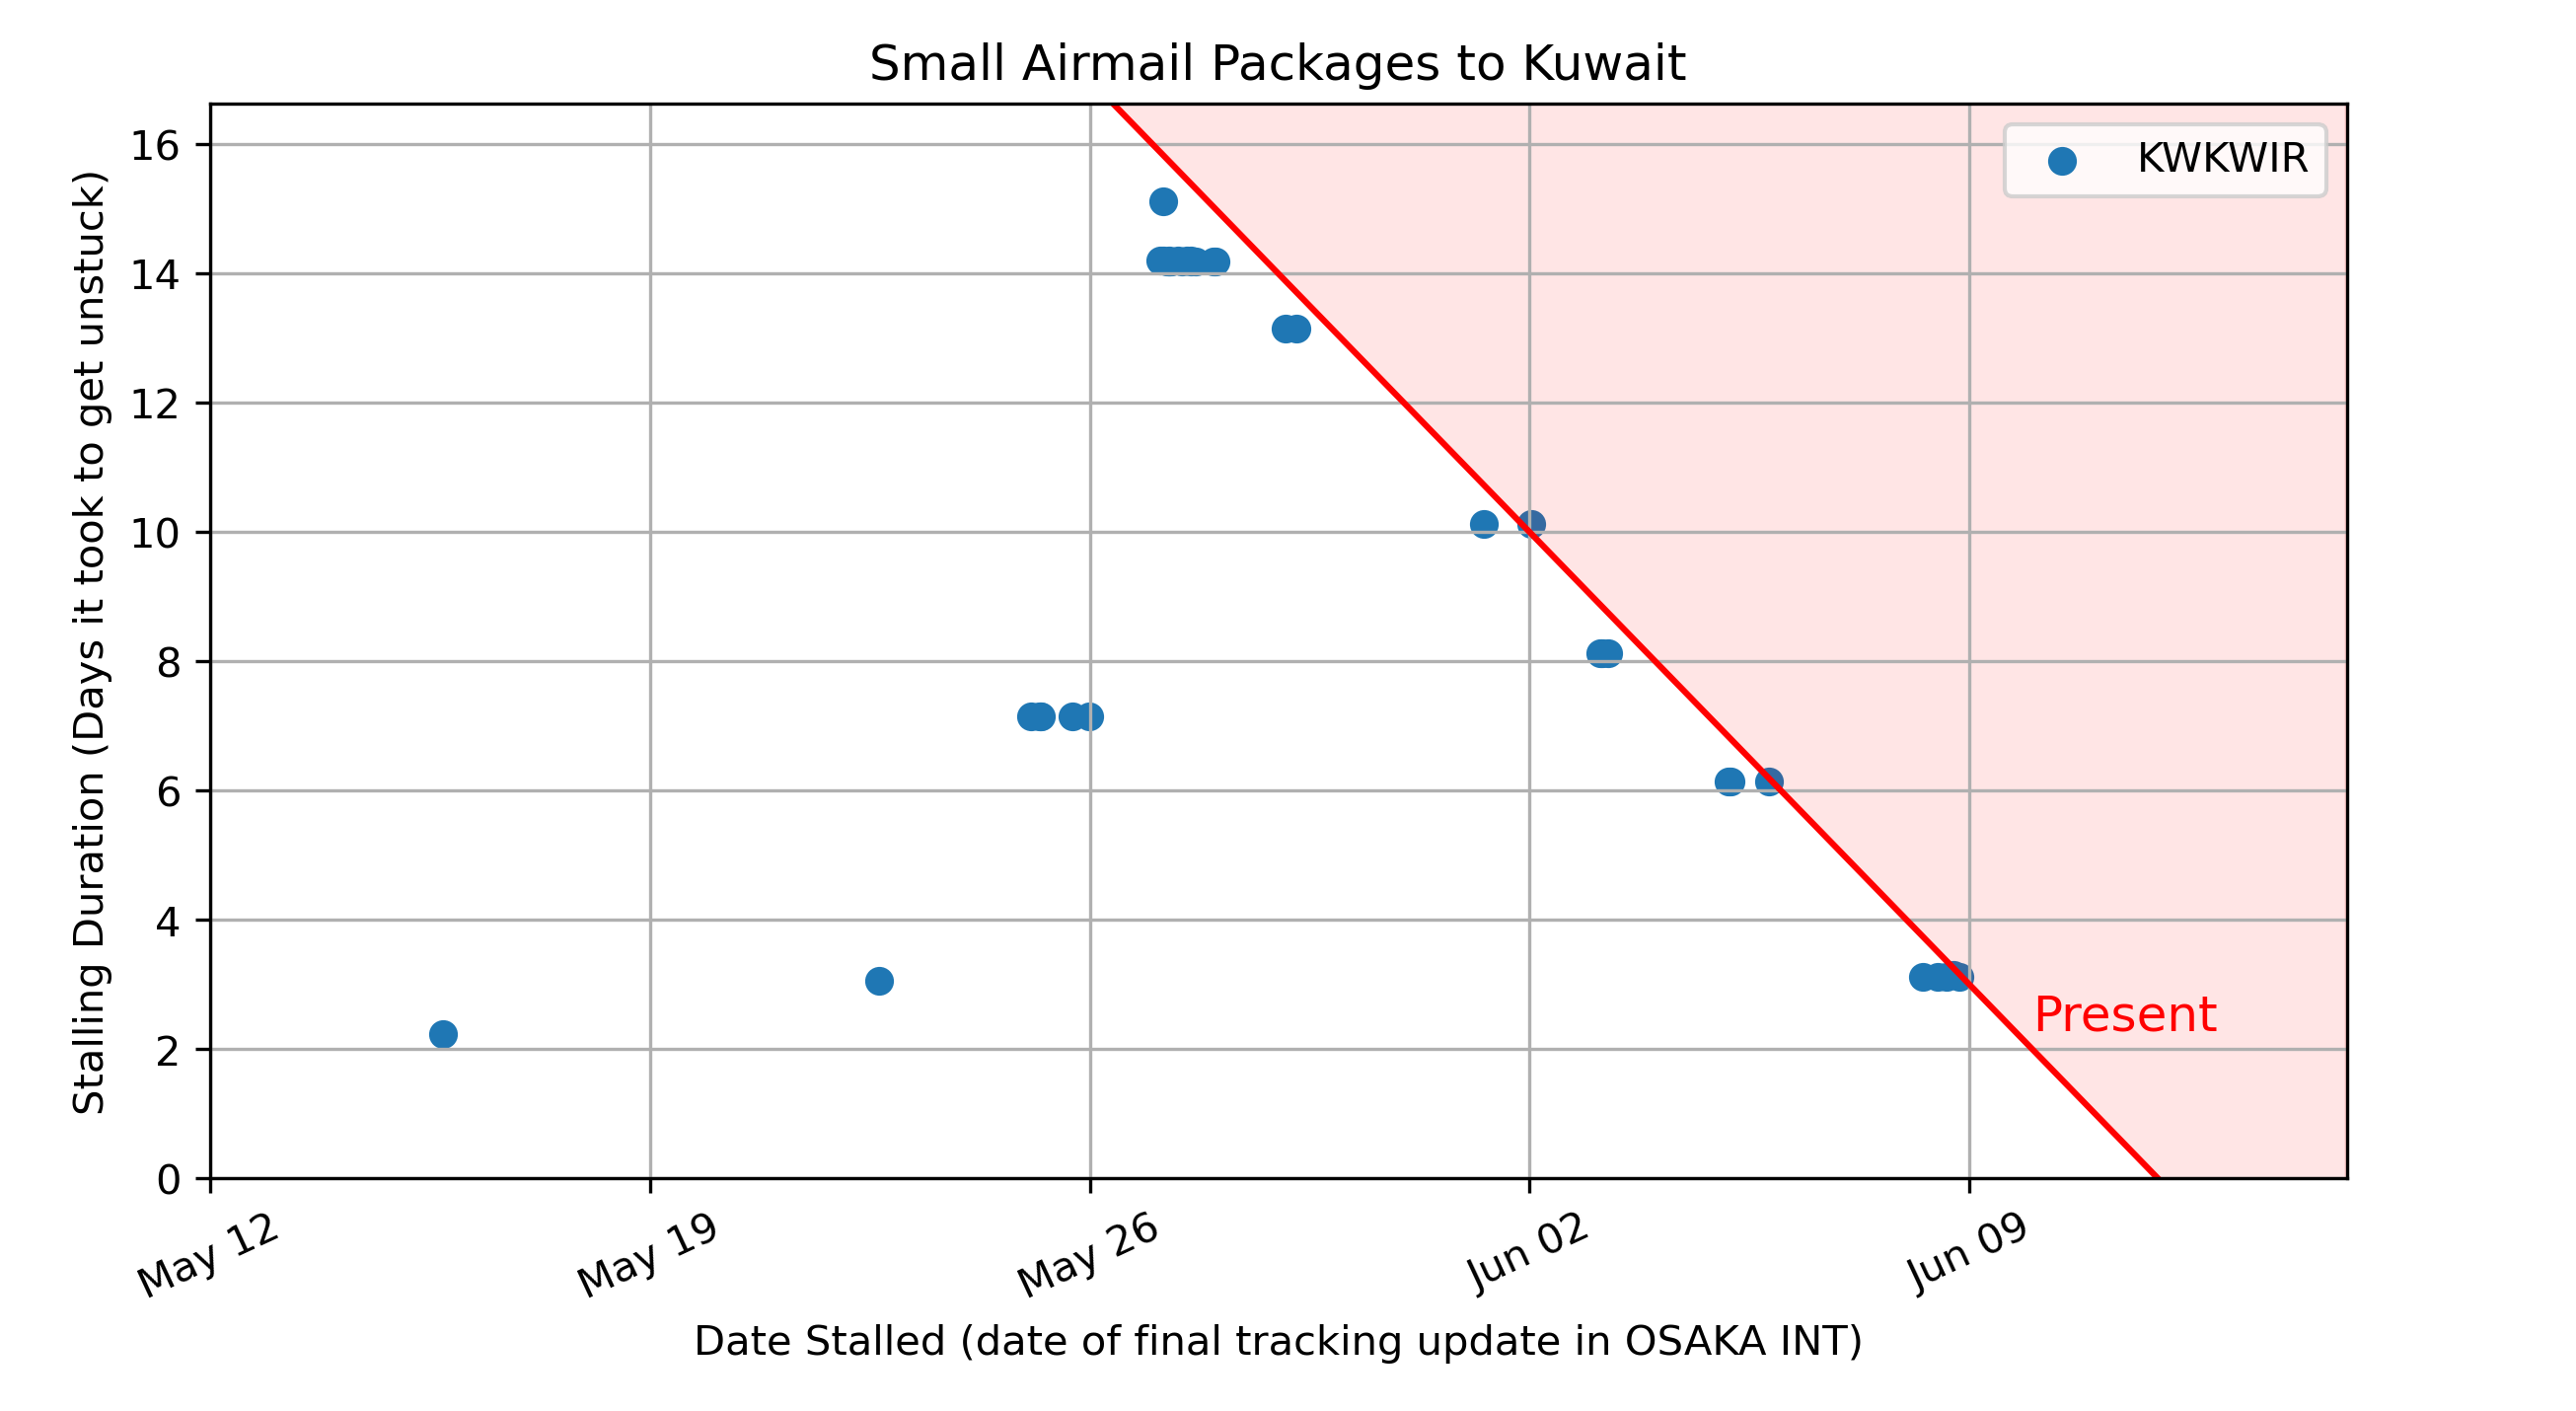 Small Airmail Packages to Kuwait
KWKWIR
Stalling Duration (Days it took to get unstuck)
16
14
12
10
8
6
4
2
0
Present
May 12
May 19
May 26
Jun 02
Jun 09
Date Stalled (date of final tracking update in OSAKA INT)